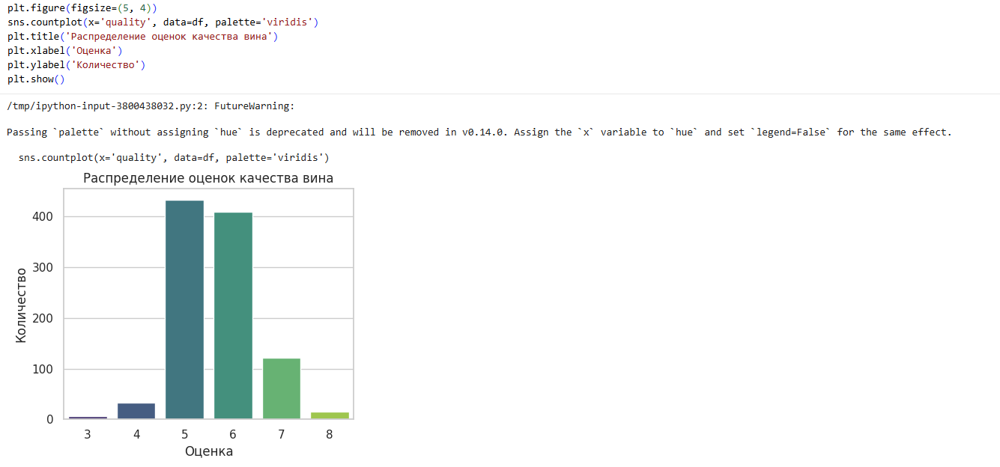 plt.figure(figsize=(5, 4))
sns.countplot(x='quality', data=df, palette='viridis')
plt.title('Распределение оценок качества вина')
plt.xlabel('Оценка')
plt.ylabel('Количество')
plt.show()
/tmp/ipython-input-3800438032.py:2: FutureWarning:
Passing `palette` without assigning `hue` is deprecated and will be removed in v0.14.0. Assign the `x` variable to `hue` and set `legend=False` for the same effect.
sns.countplot(x='quality', data=df, palette='viridis')
Распределение оценок качества вина
Количество
400
300
200
100
0
3 4 5 6 7 8
Оценка